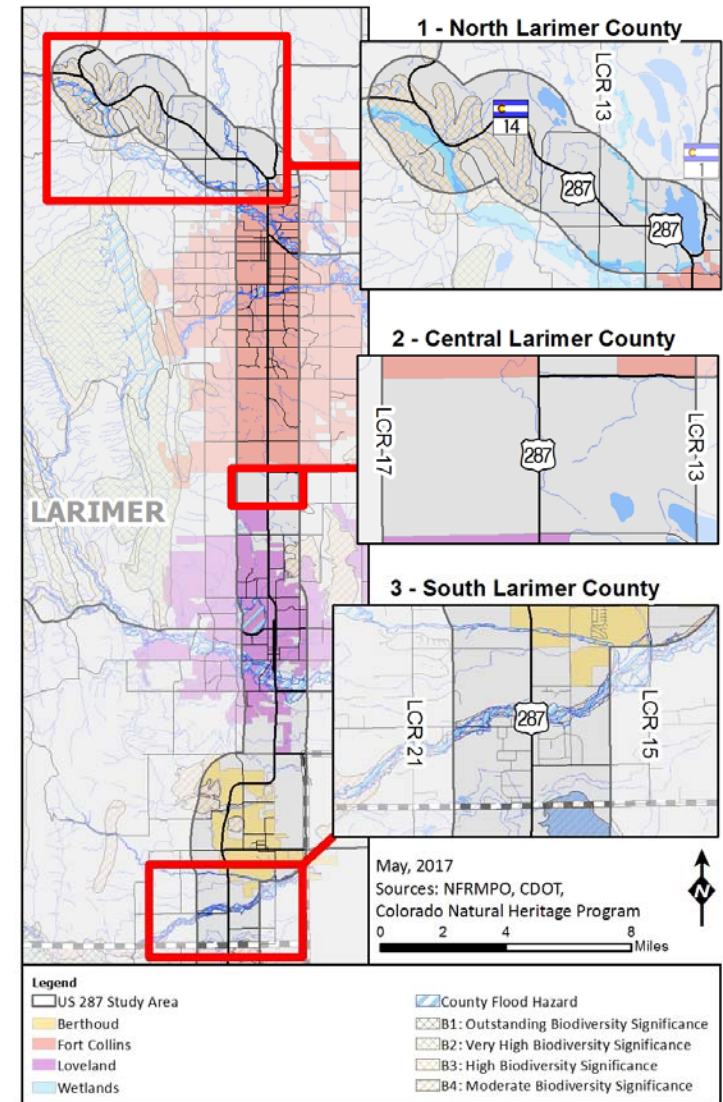 1 - North Larimer County
LCR-13
14
1
287
287
2 - Central Larimer County
LCR-17
287
LCR-13
LARIMER
3 - South Larimer County
LCR-21
287
LCR-15
May, 2017
Sources: NFRMPO, CDOT,
Colorado Natural Heritage Program
N
0 2 4 8
Miles
Legend
US 287 Study Area
Berthoud
Fort Collins
Loveland
Wetlands
County Flood Hazard
B1: Outstanding Biodiversity Significance
B2: Very High Biodiversity Significance
B3: High Biodiversity Significance
B4: Moderate Biodiversity Significance